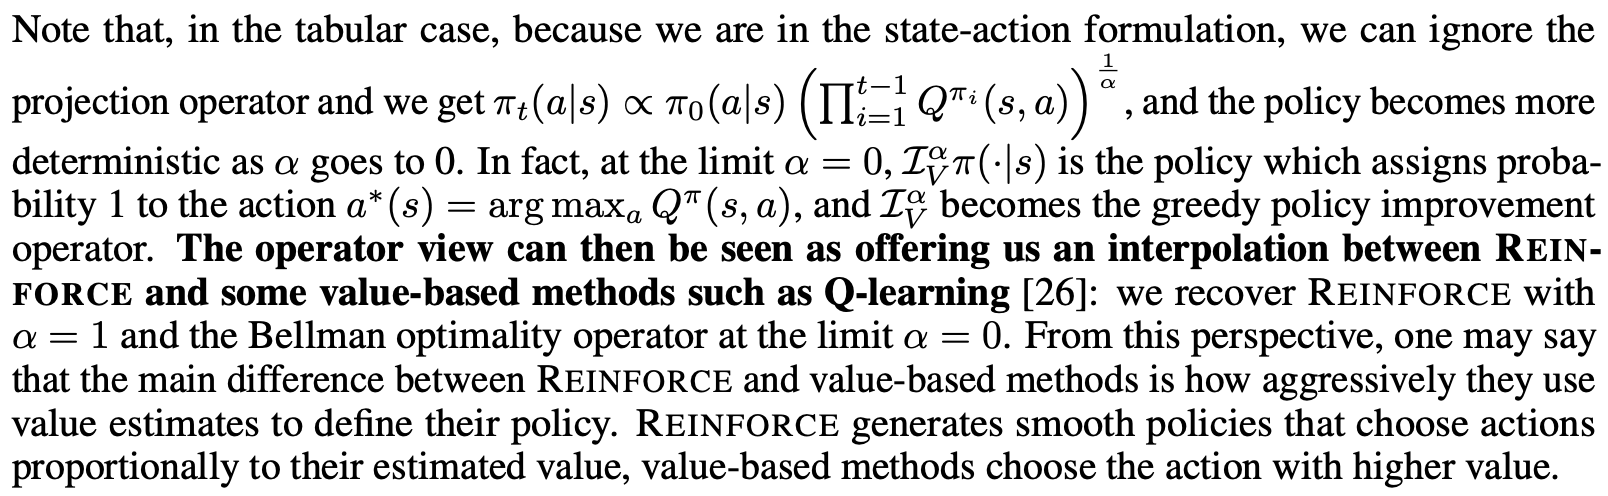 Note that, in the tabular case, because we are in the state-action formulation, we can ignore the
projection operator and we get $\pi_t(a|s) \propto \pi_0(a|s) \left(\prod_{i=1}^{t-1} Q^{\pi_i}(s, a)\right)^{\frac{1}{\alpha}}$, and the policy becomes more
deterministic as $\alpha$ goes to 0. In fact, at the limit $\alpha = 0$, $\mathcal{I}_V^{\alpha}\pi(\cdot|s)$ is the policy which assigns proba-
bility 1 to the action $a^*(s) = \arg\max_a Q^{\pi}(s, a)$, and $\mathcal{I}_V^{\alpha}$ becomes the greedy policy improvement
operator. The operator view can then be seen as offering us an interpolation between REIN-
FORCE and some value-based methods such as Q-learning [26]: we recover REINFORCE with
$\alpha = 1$ and the Bellman optimality operator at the limit $\alpha = 0$. From this perspective, one may say
that the main difference between REINFORCE and value-based methods is how aggressively they use
value estimates to define their policy. REINFORCE generates smooth policies that choose actions
proportionally to their estimated value, value-based methods choose the action with higher value.